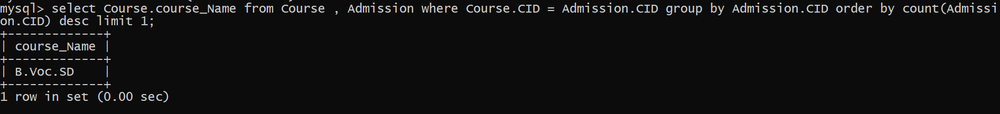 mysql> select Course.course_Name from Course , Admission where Course.CID = Admission.CID group by Admission.CID order by count(Admissi
on.CID) desc limit 1;
+-------------+
| course_Name |
+-------------+
| B.Voc.SD    |
+-------------+
1 row in set (0.00 sec)